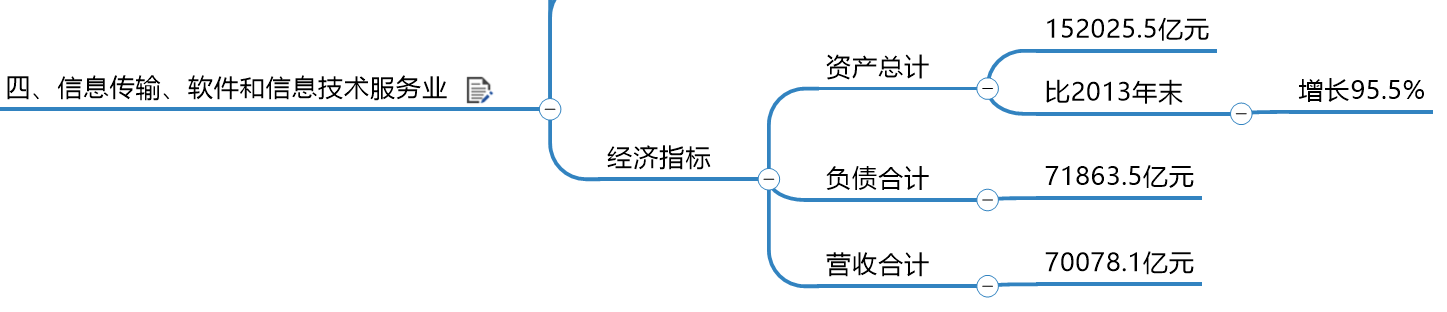 四、信息传输、软件和信息技术服务业
经济指标
资产总计
152025.5亿元
比2013年末
增长95.5%
负债合计
71863.5亿元
营收合计
70078.1亿元